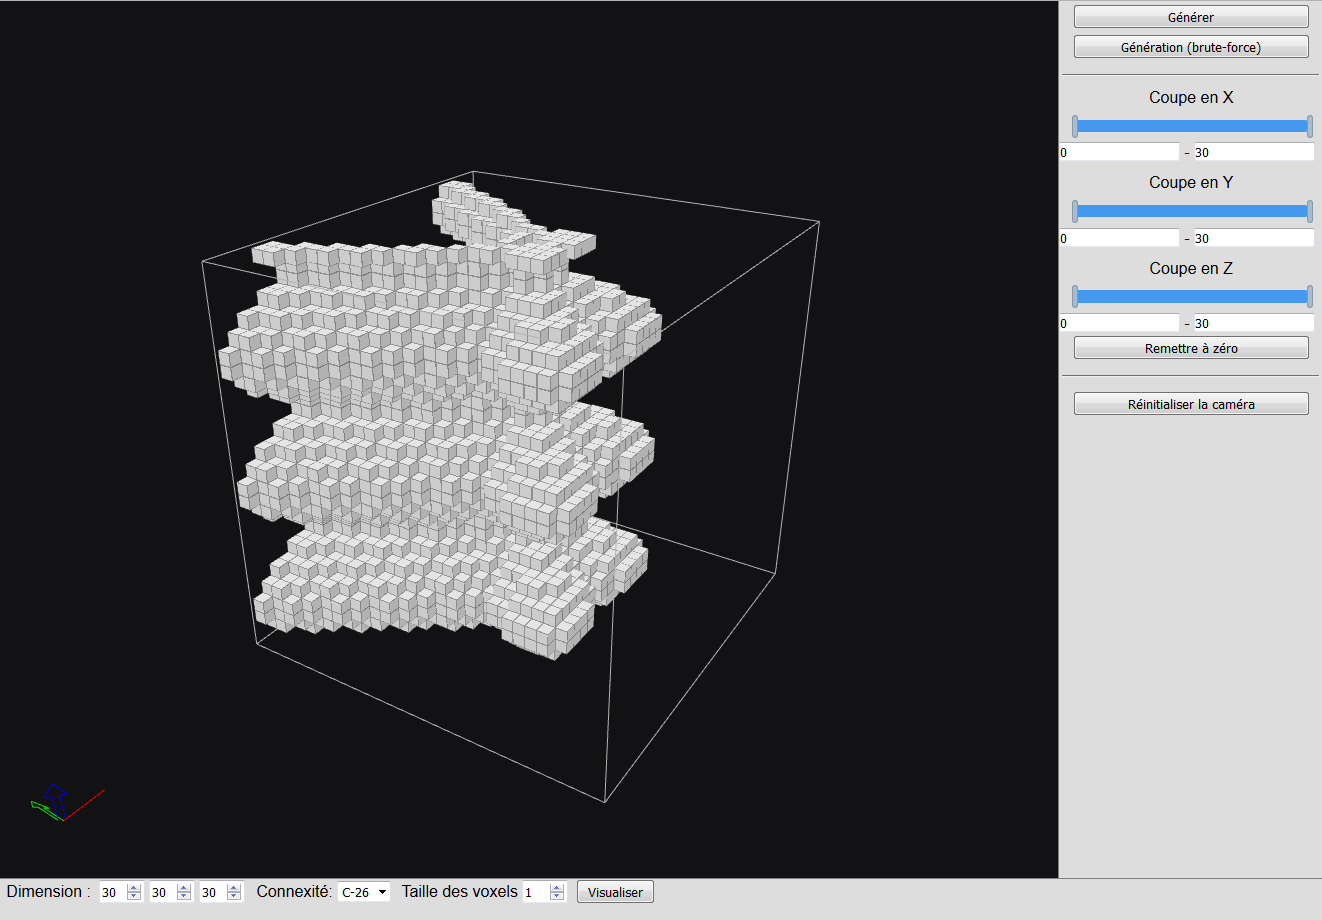 Générer
Génération (brute-force)
Coupe en X
0 - 30
Coupe en Y
0 - 30
Coupe en Z
0 - 30
Remettre à zéro
Réinitialiser la caméra
Dimension : 30 30 30 Connexité: C-26 Taille des voxels 1 Visualiser